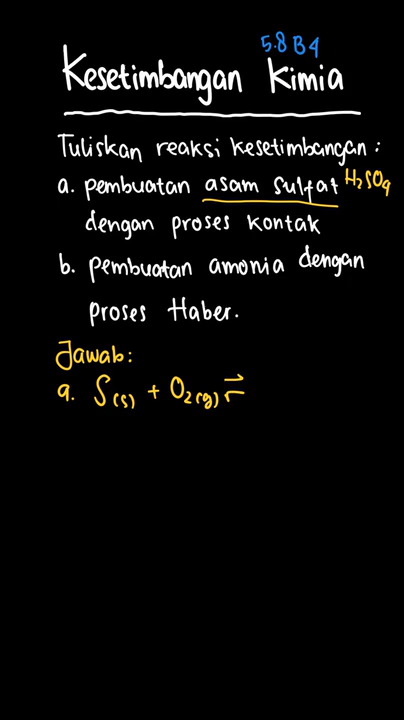 5.8 B4
Kesetimbangan Kimia
Tuliskan reaksi kesetimbangan :
a. pembuatan asam sulfat H₂SO₄
dengan proses kontak
b. pembuatan amonia dengan
proses Haber.
Jawab:
a. S(s) + O₂(g) ⇌